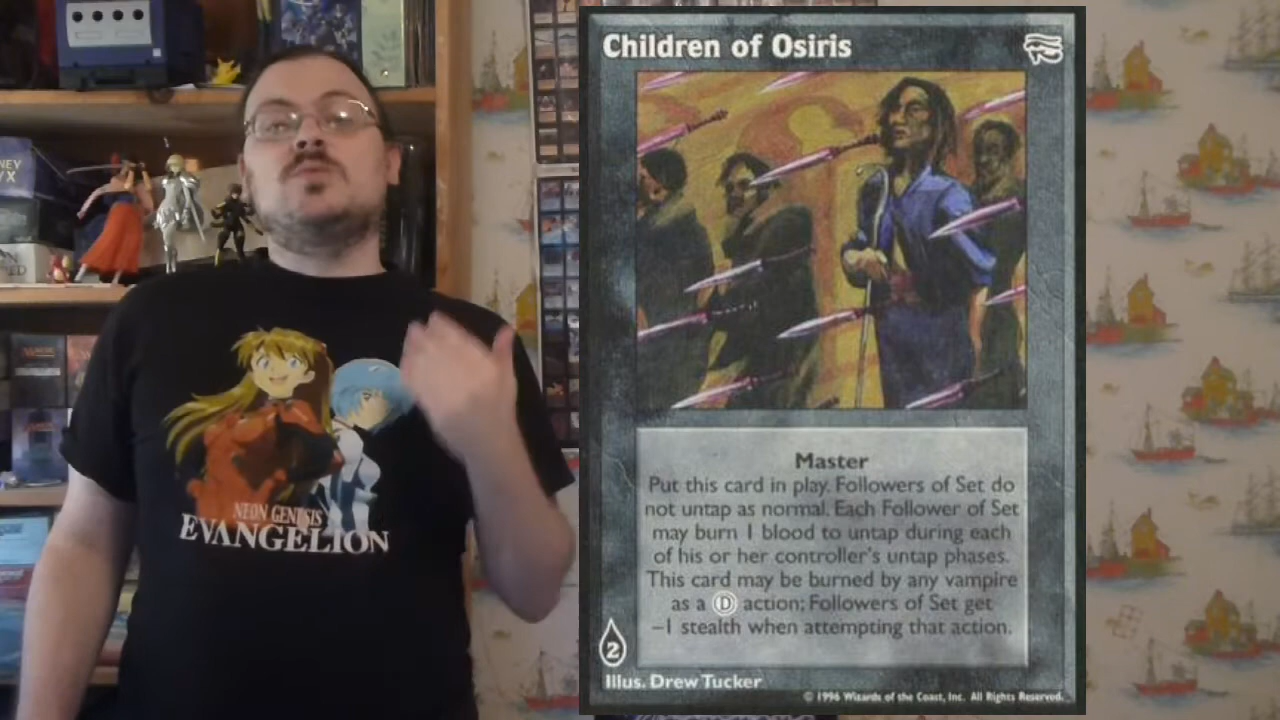 Children of Osiris
Master
Put this card in play. Followers of Set do
not untap as normal. Each Follower of Set
may burn 1 blood to untap during each
of his or her controller's untap phases.
This card may be burned by any vampire
as a Ⓓ action; Followers of Set get
–1 stealth when attempting that action.
2
Illus. Drew Tucker
© 1996 Wizards of the Coast, Inc. All Rights Reserved.
NEON GENESIS
EVANGELION